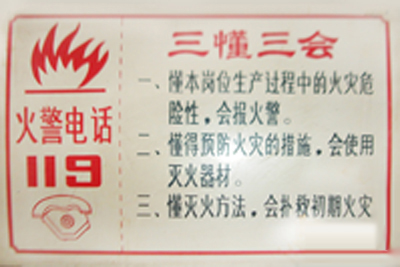 火警电话
119
三懂三会
一、懂本岗位生产过程中的火灾危
险性，会报火警。
二、懂得预防火灾的措施，会使用
灭火器材。
三、懂灭火方法，会扑救初期火灾